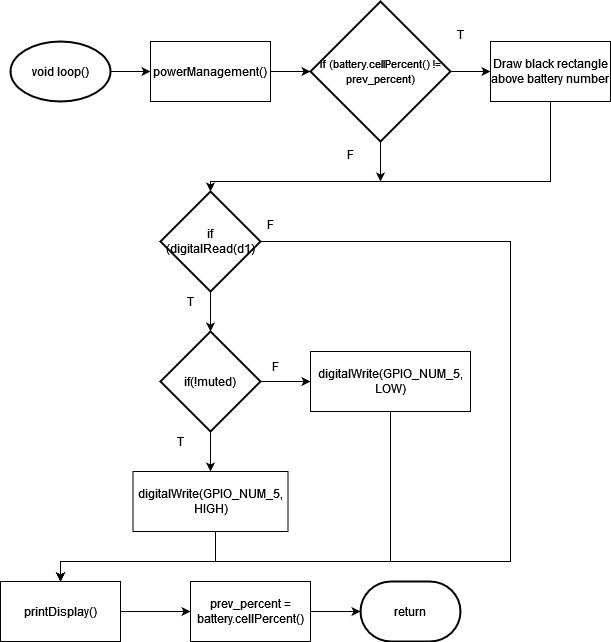 void loop()
powerManagement()
if (battery.cellPercent() !=
prev_percent)
T
Draw black rectangle
above battery number
F
if
(digitalRead(d1)
F
T
if(!muted)
F
digitalWrite(GPIO_NUM_5,
LOW)
T
digitalWrite(GPIO_NUM_5,
HIGH)
printDisplay()
prev_percent =
battery.cellPercent()
return